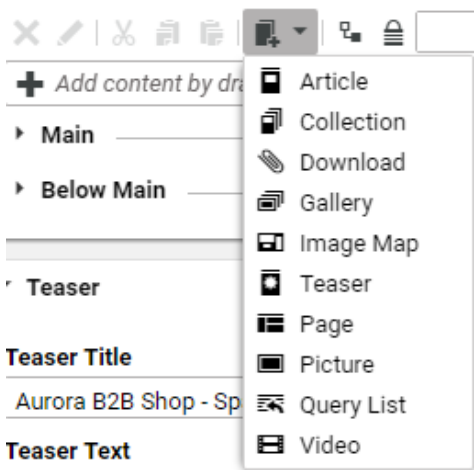 Add content by dra
Main
Below Main
Teaser
Teaser Title
Aurora B2B Shop - Sp
Teaser Text
Article
Collection
Download
Gallery
Image Map
Teaser
Page
Picture
Query List
Video